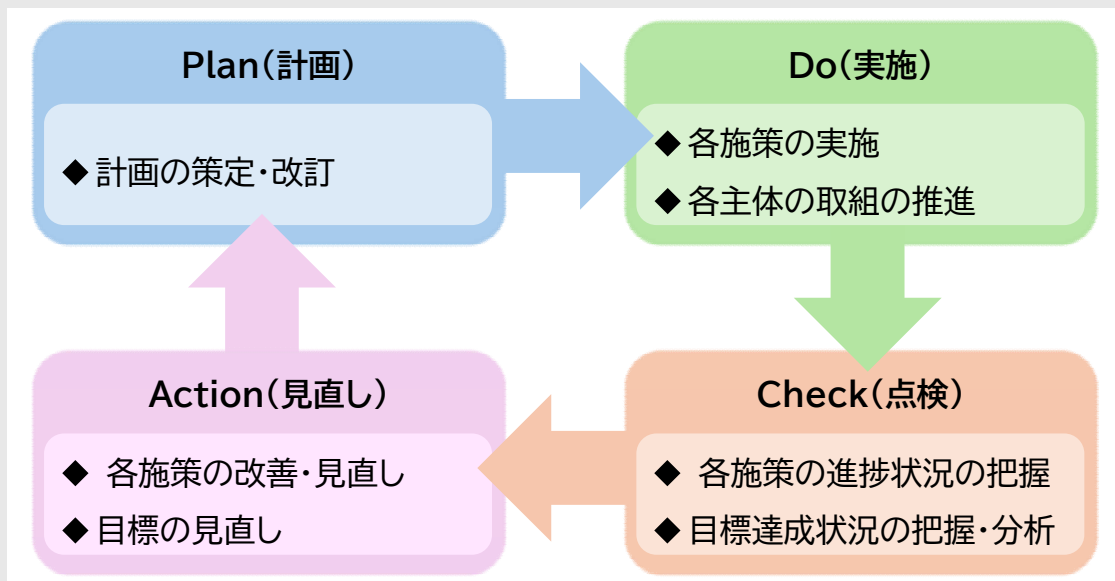 Plan(計画)
◆ 計画の策定・改訂
Do(実施)
◆ 各施策の実施
◆ 各主体の取組の推進
Action(見直し)
◆ 各施策の改善・見直し
◆ 目標の見直し
Check(点検)
◆ 各施策の進捗状況の把握
◆ 目標達成状況の把握・分析